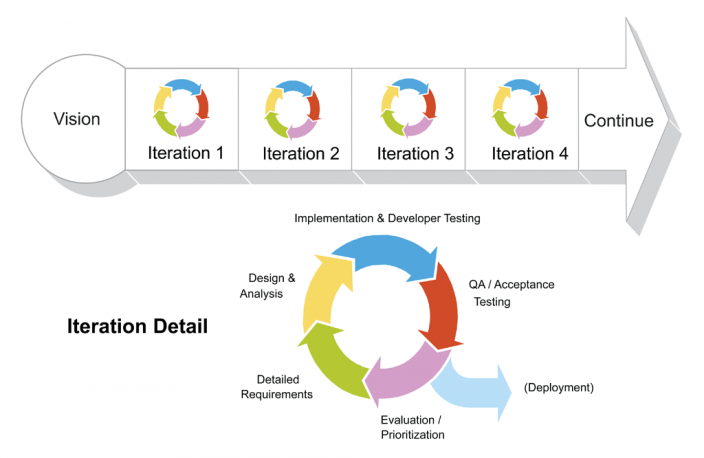 Vision
Iteration 1
Iteration 2
Iteration 3
Iteration 4
Continue
Implementation & Developer Testing
Design &
Analysis
QA / Acceptance
Testing
Iteration Detail
Detailed
Requirements
(Deployment)
Evaluation /
Prioritization